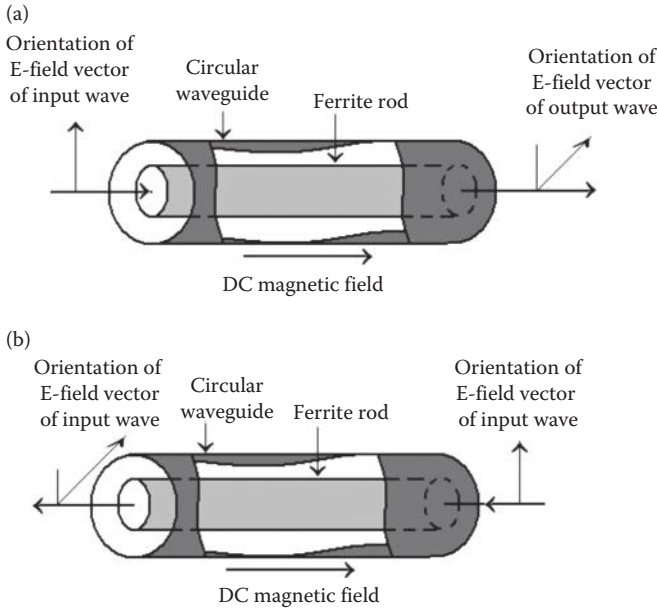 (a)
Orientation of
E-field vector
of input wave
Circular
waveguide
Ferrite rod
Orientation of
E-field vector
of output wave
DC magnetic field
(b)
Orientation of
E-field vector
of input wave
Circular
waveguide
Ferrite rod
Orientation of
E-field vector
of input wave
DC magnetic field